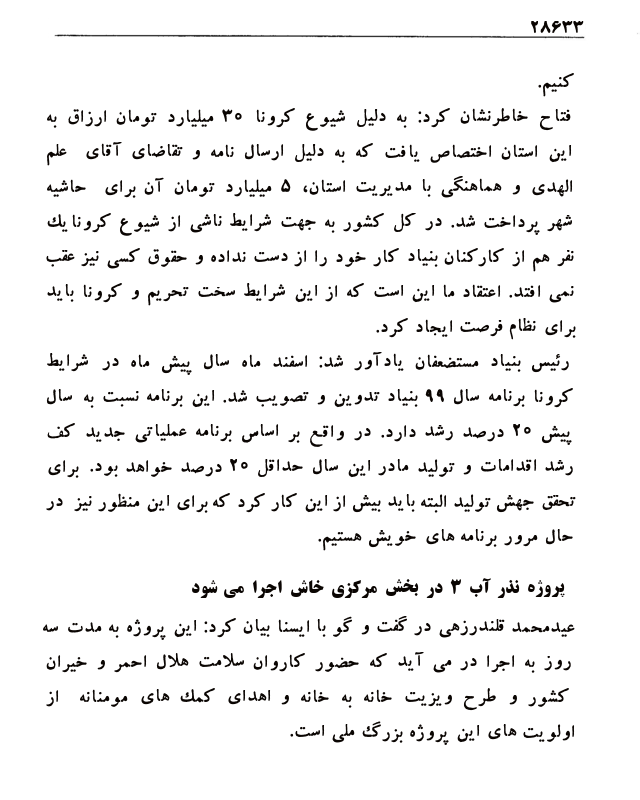 ۲۸۶۳۳
کنیم.
فتاح خاطرنشان کرد: به دلیل شیوع کرونا ۳۰ میلیارد تومان ارزاق به
این استان اختصاص یافت که به دلیل ارسال نامه و تقاضای آقای علم
الهدی و هماهنگی با مدیریت استان، ۵ میلیارد تومان آن برای حاشیه
شهر پرداخت شد. در کل کشور به جهت شرایط ناشی از شیوع کرونایك
نفر هم از کارکنان بنیاد کار خود را از دست نداده و حقوق کسی نیز عقب
نمی افتد. اعتقاد ما این است که از این شرایط سخت تحریم و کرونا باید
برای نظام فرصت ایجاد کرد.
رئیس بنیاد مستضعفان یادآور شد: اسفند ماه سال پیش ماه در شرایط
کرونا برنامه سال ۹۹ بنیاد تدوین و تصویب شد. این برنامه نسبت به سال
پیش ۲۰ درصد رشد دارد. در واقع بر اساس برنامه عملیاتی جدید کف
رشد اقدامات و تولید مادر این سال حداقل ۲۰ درصد خواهد بود. برای
تحقق جهش تولید البته باید بیش از این کار کرد که برای این منظور نیز در
حال مرور برنامه های خویش هستیم.
پروژه نذر آب ۳ در بخش مرکزی خاش اجرا می شود
عیدمحمد قلندرزهی در گفت و گو با ایسنا بیان کرد: این پروژه به مدت سه
روز به اجرا در می آید که حضور کاروان سلامت هلال احمر و خیران
کشور و طرح ویزیت خانه به خانه و اهدای کمك های مومنانه از
اولویت های این پروژه بزرگ ملی است.